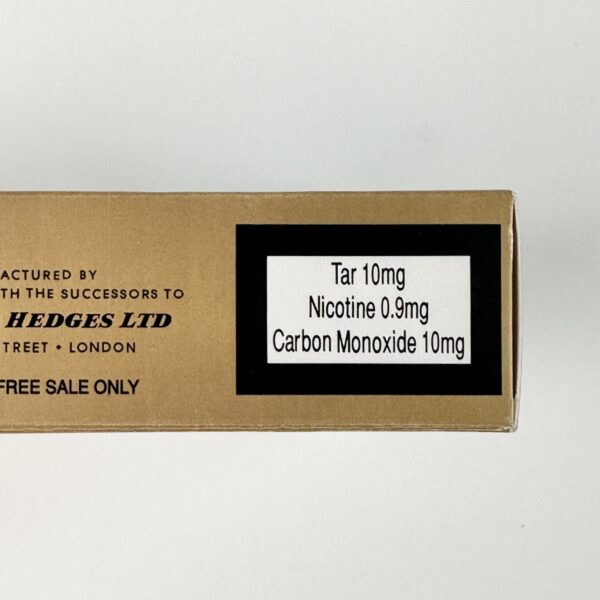 ACTURED BY
TH THE SUCCESSORS TO
HEDGES LTD
TREET • LONDON
FREE SALE ONLY
Tar 10mg
Nicotine 0.9mg
Carbon Monoxide 10mg